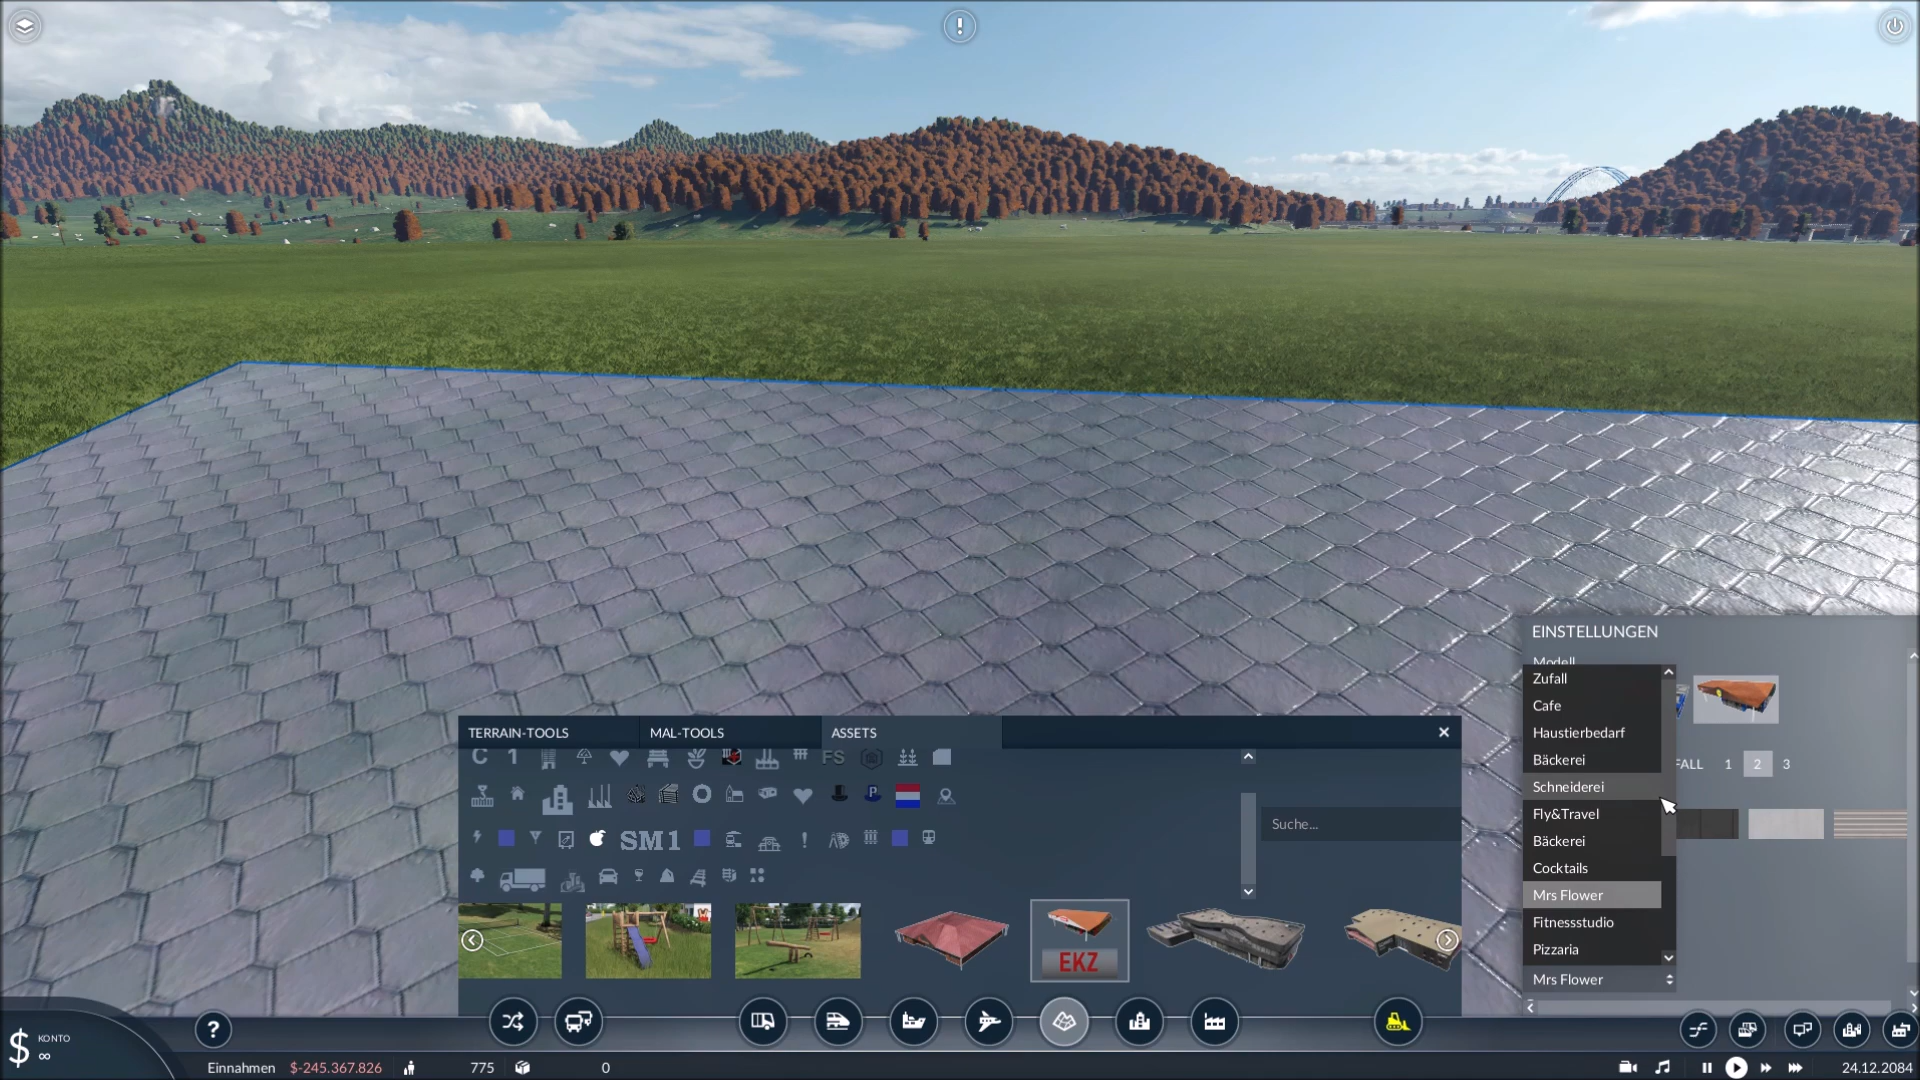 EINSTELLUNGEN
Modell
Zufall
Cafe
Haustierbedarf
Bäckerei
Schneiderei
Fly&Travel
Bäckerei
Cocktails
Mrs Flower
Fitnessstudio
Pizzaria
Mrs Flower
FALL 1 2 3
TERRAIN-TOOLS MAL-TOOLS ASSETS
C 1 FS
P
SM1
Suche...
EKZ
?
$ KONTO
∞
Einnahmen $-245.367.826 775 0 24.12.2084